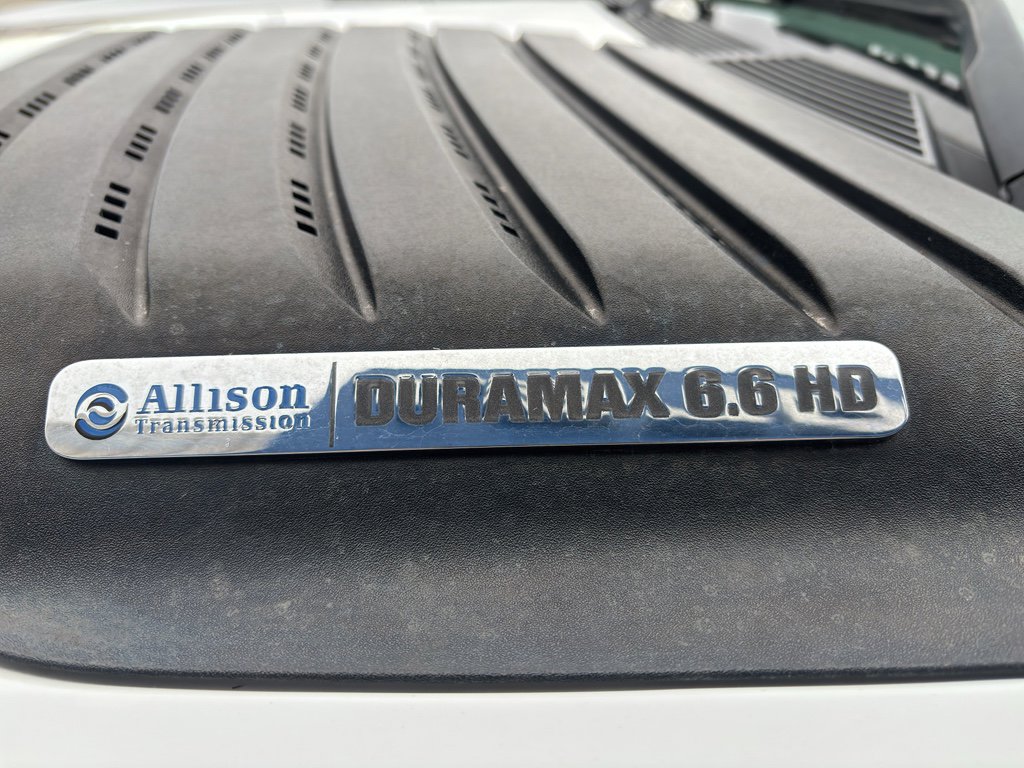 Allison
Transmission
DURAMAX 6.6 HD